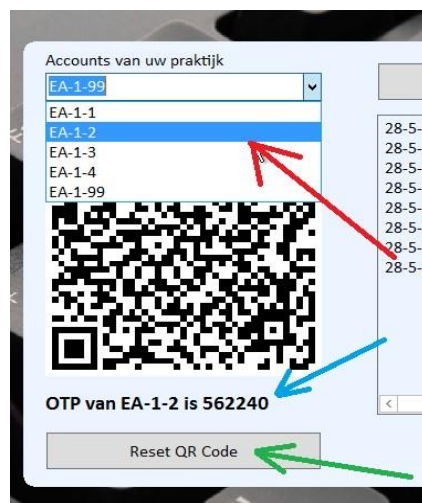 Accounts van uw praktijk
EA-1-99
EA-1-1
EA-1-2
EA-1-3
EA-1-4
EA-1-99
28-5-
28-5-
28-5-
28-5-
28-5-
28-5-
28-5-
28-5-
OTP van EA-1-2 is 562240
Reset QR Code